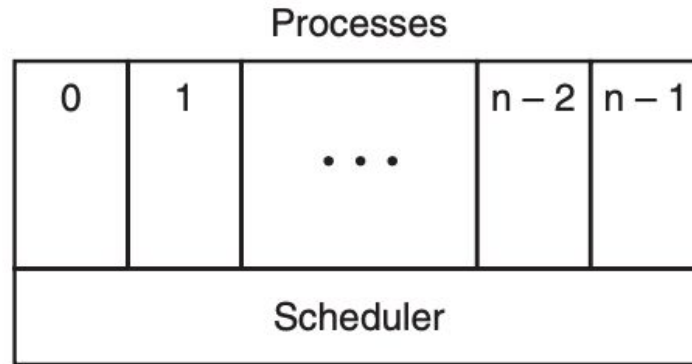 Processes
0 1 • • • n – 2 n – 1
Scheduler